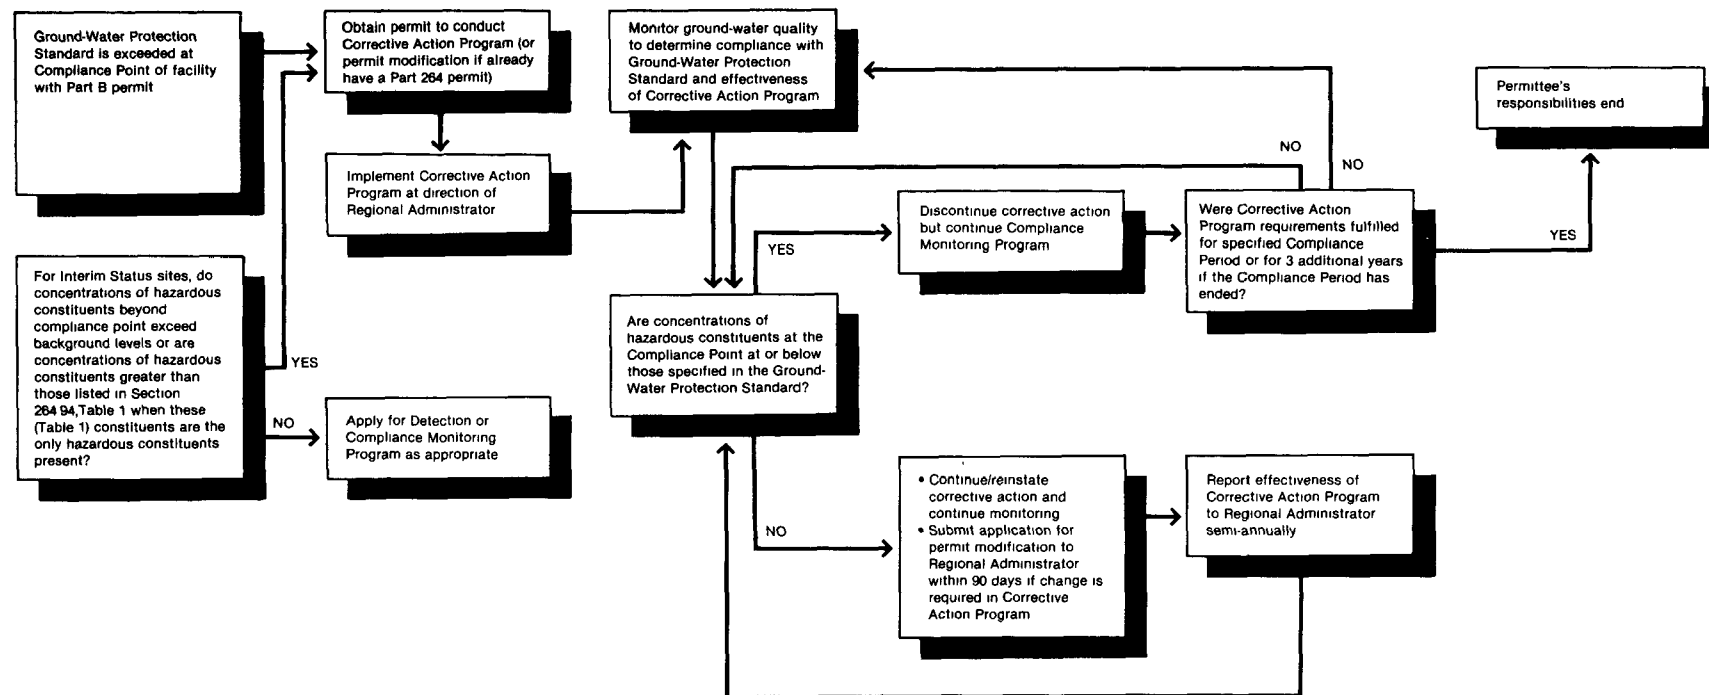 Ground-Water Protection
Standard is exceeded at
Compliance Point of facility
with Part B permit
Obtain permit to conduct
Corrective Action Program (or
permit modification if already
have a Part 264 permit)
Implement Corrective Action
Program at direction of
Regional Administrator
For Interim Status sites, do
concentrations of hazardous
constituents beyond
compliance point exceed
background levels or are
concentrations of hazardous
constituents greater than
those listed in Section
264 94,Table 1 when these
(Table 1) constituents are the
only hazardous constituents
present?
YES
NO
Apply for Detection or
Compliance Monitoring
Program as appropriate
Monitor ground-water quality
to determine compliance with
Ground-Water Protection
Standard and effectiveness
of Corrective Action Program
Are concentrations of
hazardous constituents at the
Compliance Point at or below
those specified in the Ground-
Water Protection Standard?
YES
Discontinue corrective action
but continue Compliance
Monitoring Program
Were Corrective Action
Program requirements fulfilled
for specified Compliance
Period or for 3 additional years
if the Compliance Period has
ended?
NO
NO
YES
Permittee's
responsibilities end
NO
• Continue/reinstate
corrective action and
continue monitoring
• Submit application for
permit modification to
Regional Administrator
within 90 days if change is
required in Corrective
Action Program
Report effectiveness of
Corrective Action Program
to Regional Administrator
semi-annually